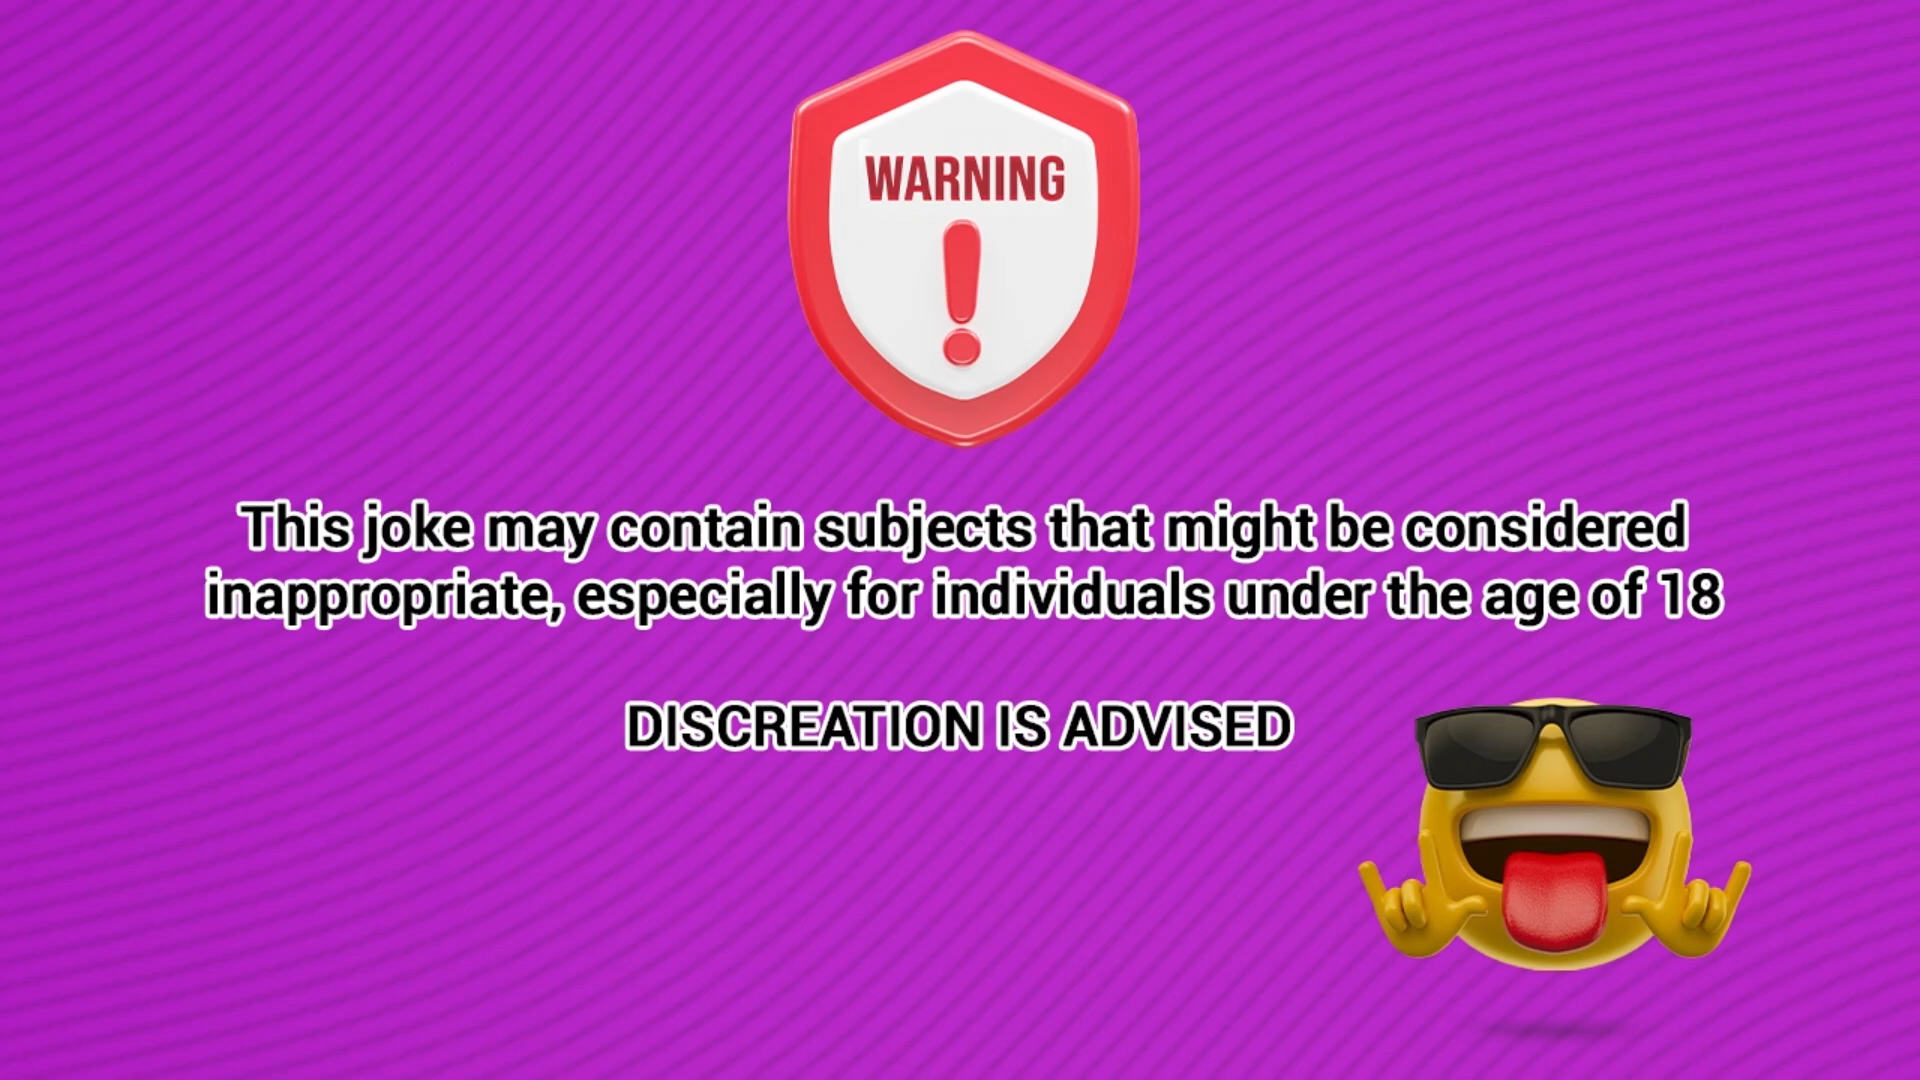 WARNING
This joke may contain subjects that might be considered
inappropriate, especially for individuals under the age of 18
DISCREATION IS ADVISED